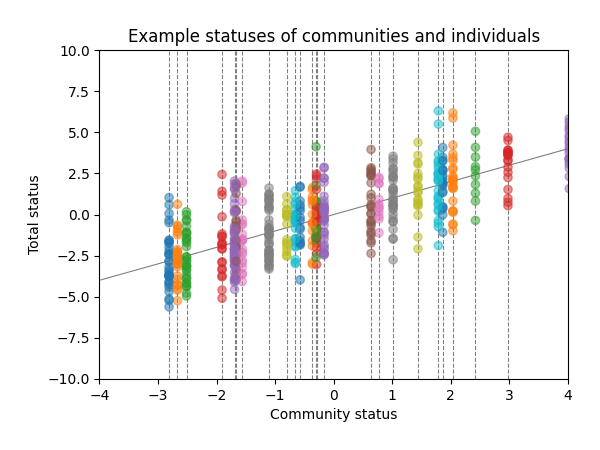 Example statuses of communities and individuals
10.0
7.5
5.0
2.5
0.0
−2.5
−5.0
−7.5
−10.0
Total status
−4 −3 −2 −1 0 1 2 3 4
Community status